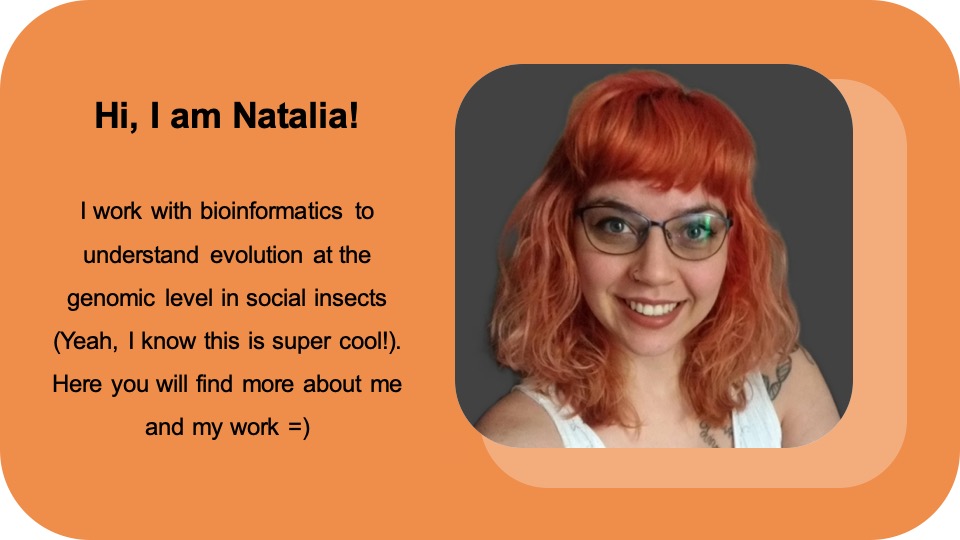 Hi, I am Natalia!
I work with bioinformatics to
understand evolution at the
genomic level in social insects
(Yeah, I know this is super cool!).
Here you will find more about me
and my work =)